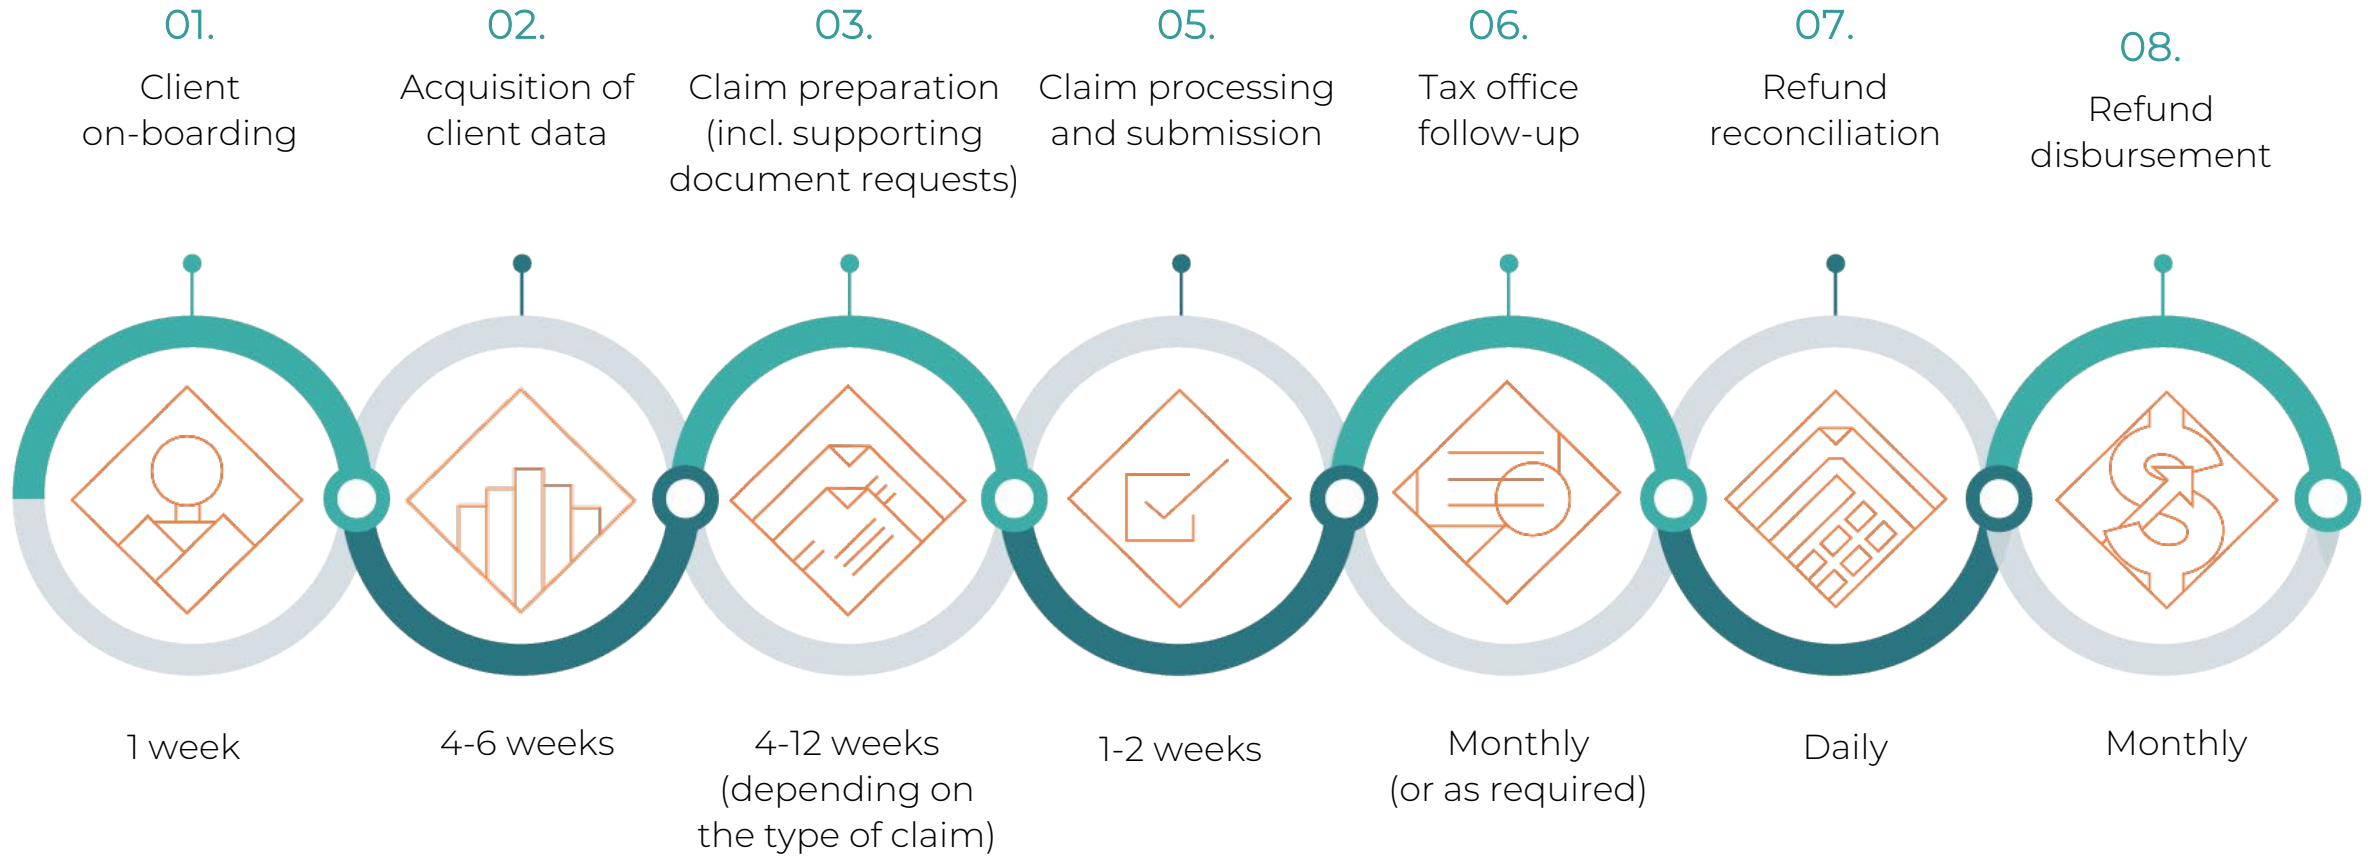 01.
Client
on-boarding
02.
Acquisition of
client data
03.
Claim preparation
(incl. supporting
document requests)
05.
Claim processing
and submission
06.
Tax office
follow-up
07.
Refund
reconciliation
08.
Refund
disbursement
1 week
4-6 weeks
4-12 weeks
(depending on
the type of claim)
1-2 weeks
Monthly
(or as required)
Daily
Monthly